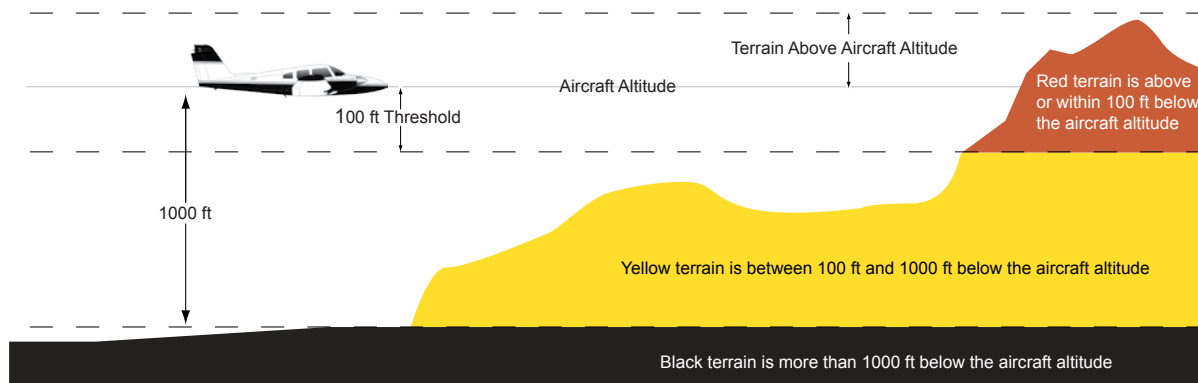 Terrain Above Aircraft Altitude
Aircraft Altitude
Red terrain is above
or within 100 ft below
the aircraft altitude
100 ft Threshold
1000 ft
Yellow terrain is between 100 ft and 1000 ft below the aircraft altitude
Black terrain is more than 1000 ft below the aircraft altitude